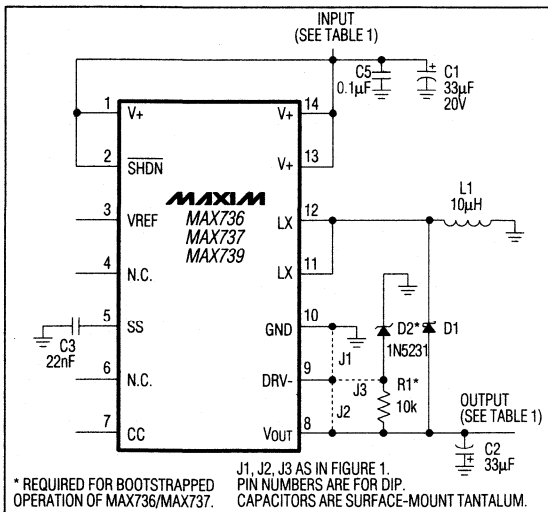 INPUT
(SEE TABLE 1)
C5
0.1µF
+
C1
33µF
20V
1
V+
2
SHDN
3
VREF
4
N.C.
5
SS
C3
22nF
6
N.C.
7
CC
MAXIM
MAX736
MAX737
MAX739
14
V+
13
V+
12
LX
11
LX
10
GND
9
DRV-
8
VOUT
L1
10µH
D2*
1N5231
D1
J1
J3
J2
R1*
10k
OUTPUT
(SEE TABLE 1)
C2
33µF
+
* REQUIRED FOR BOOTSTRAPPED
OPERATION OF MAX736/MAX737.
J1, J2, J3 AS IN FIGURE 1.
PIN NUMBERS ARE FOR DIP.
CAPACITORS ARE SURFACE-MOUNT TANTALUM.